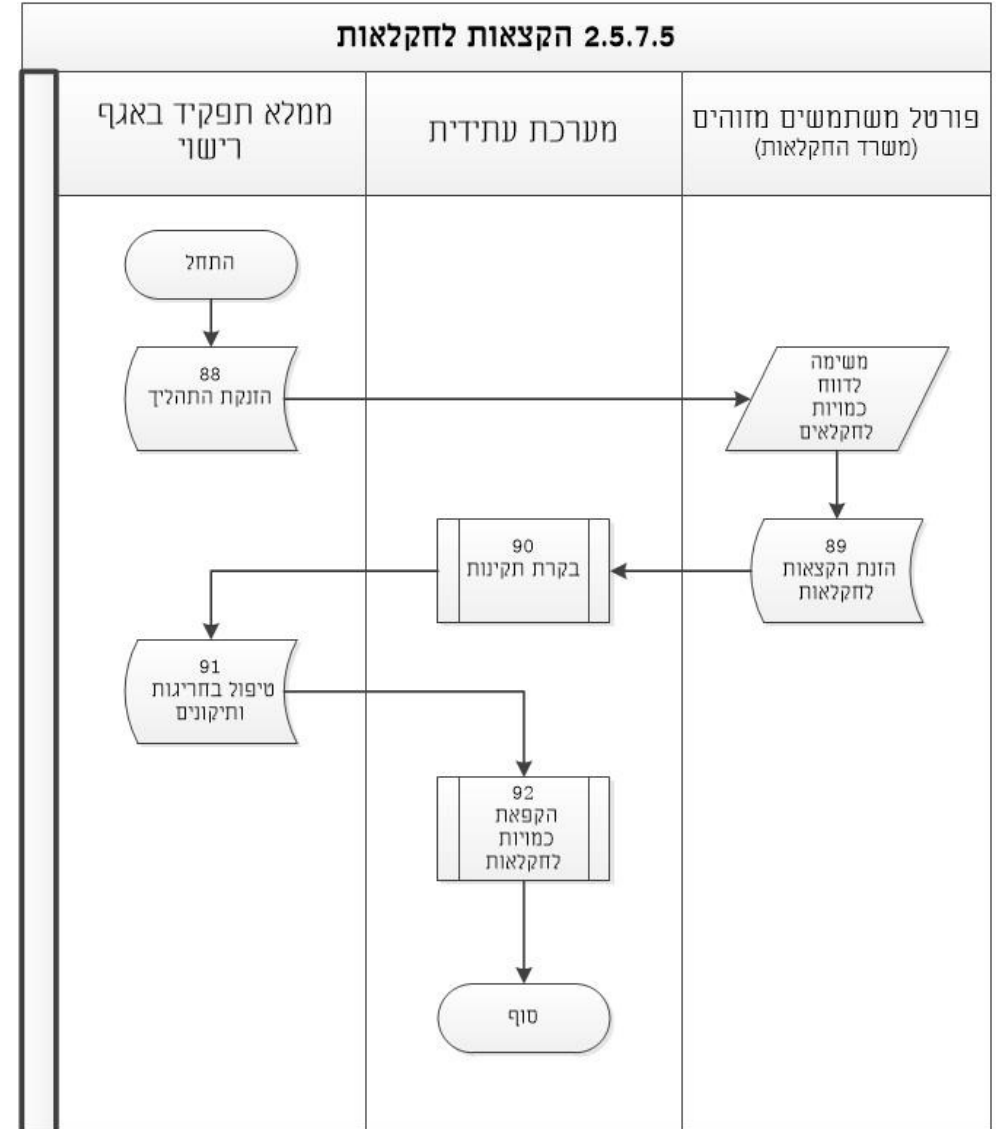 2.5.7.5 הקצאות לחקלאות
פורטל משתמשים מזוהים
(משרד החקלאות)
מערכת עתידית
ממלא תפקיד באגף
רישוי
התחל
88
הזנקת התהליך
משימה
לדווח
כמויות
לחקלאים
89
הזנת הקצאות
לחקלאות
90
בקרת תקינות
91
טיפול בחריגות
ותיקונים
92
הקפאת
כמויות
לחקלאות
סוף